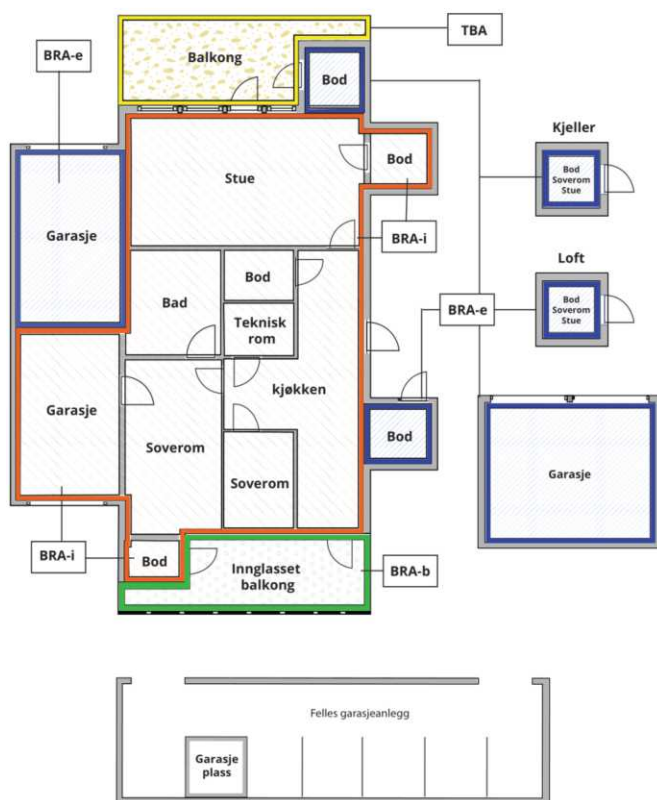 TBA
BRA-e
Balkong
Bod
Kjeller
Bod
Soverom
Stue
Bod
Stue
Garasje
BRA-i
Loft
Bod
Bod
Soverom
Stue
BRA-e
Bad
Teknisk
rom
Garasje
kjøkken
Bod
Soverom
Garasje
Soverom
BRA-i
Bod
Innglasset
balkong
BRA-b
Felles garasjeanlegg
Garasje
plass